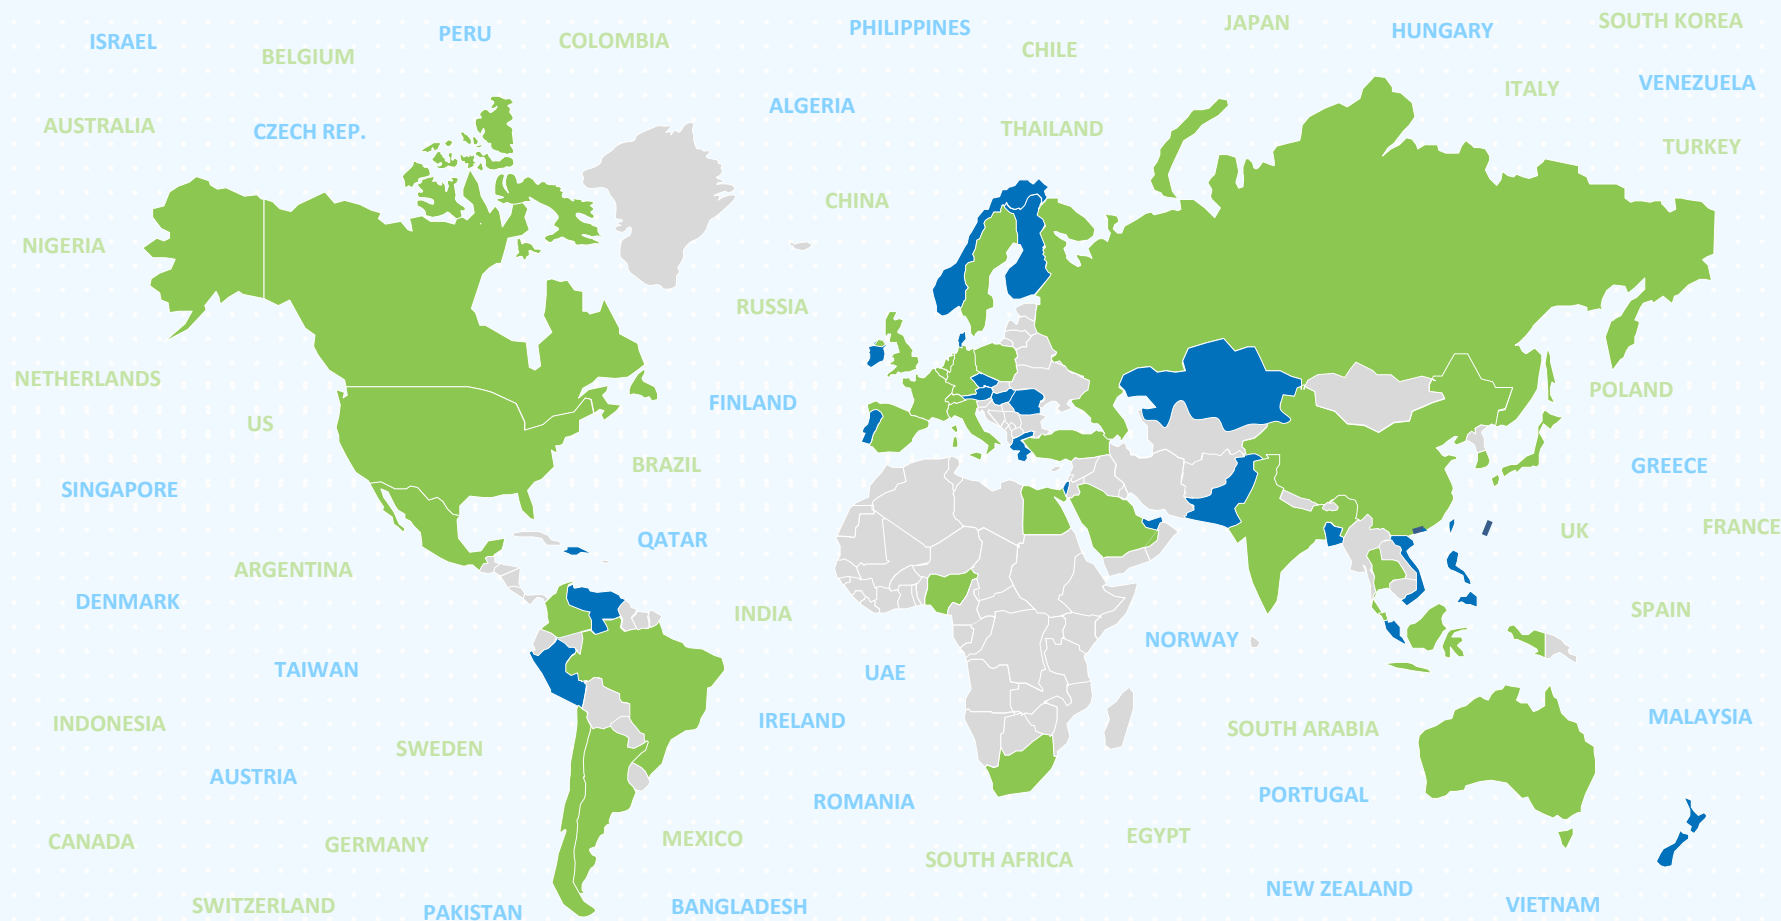 ISRAEL
BELGIUM
PERU
COLOMBIA
PHILIPPINES
CHILE
JAPAN
HUNGARY
SOUTH KOREA
AUSTRALIA
CZECH REP.
ALGERIA
THAILAND
ITALY
VENEZUELA
TURKEY
CHINA
NIGERIA
RUSSIA
NETHERLANDS
US
FINLAND
POLAND
SINGAPORE
BRAZIL
GREECE
QATAR
UK
FRANCE
ARGENTINA
DENMARK
INDIA
NORWAY
SPAIN
TAIWAN
UAE
INDONESIA
SWEDEN
IRELAND
SOUTH ARABIA
MALAYSIA
AUSTRIA
ROMANIA
PORTUGAL
CANADA
GERMANY
MEXICO
SOUTH AFRICA
EGYPT
SWITZERLAND
PAKISTAN
BANGLADESH
NEW ZEALAND
VIETNAM